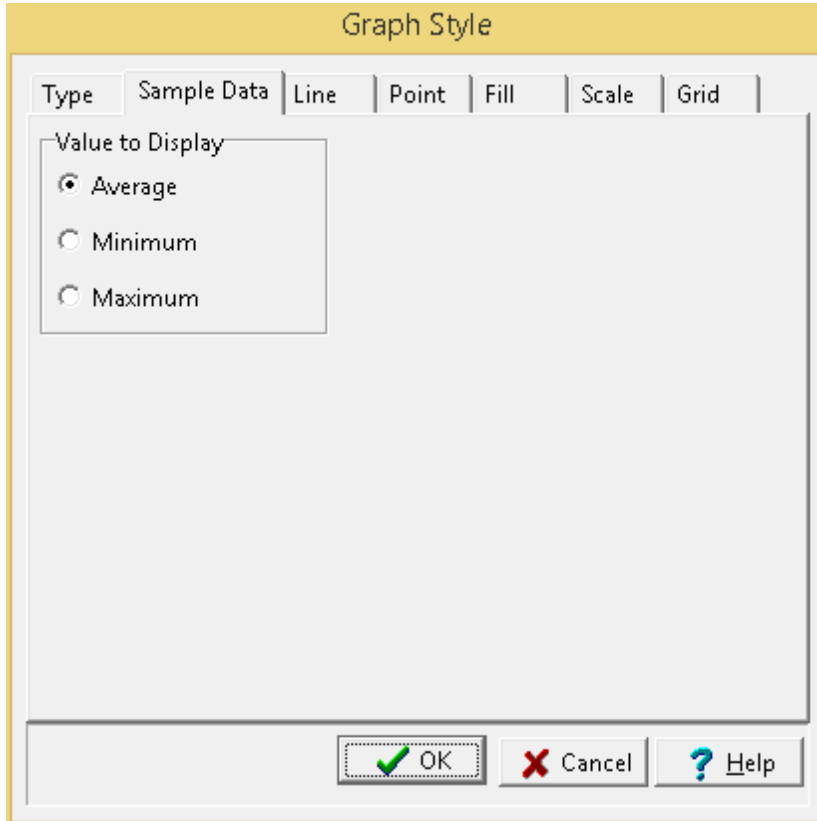 Graph Style
Type Sample Data Line Point Fill Scale Grid
Value to Display
Average
Minimum
Maximum
OK Cancel Help